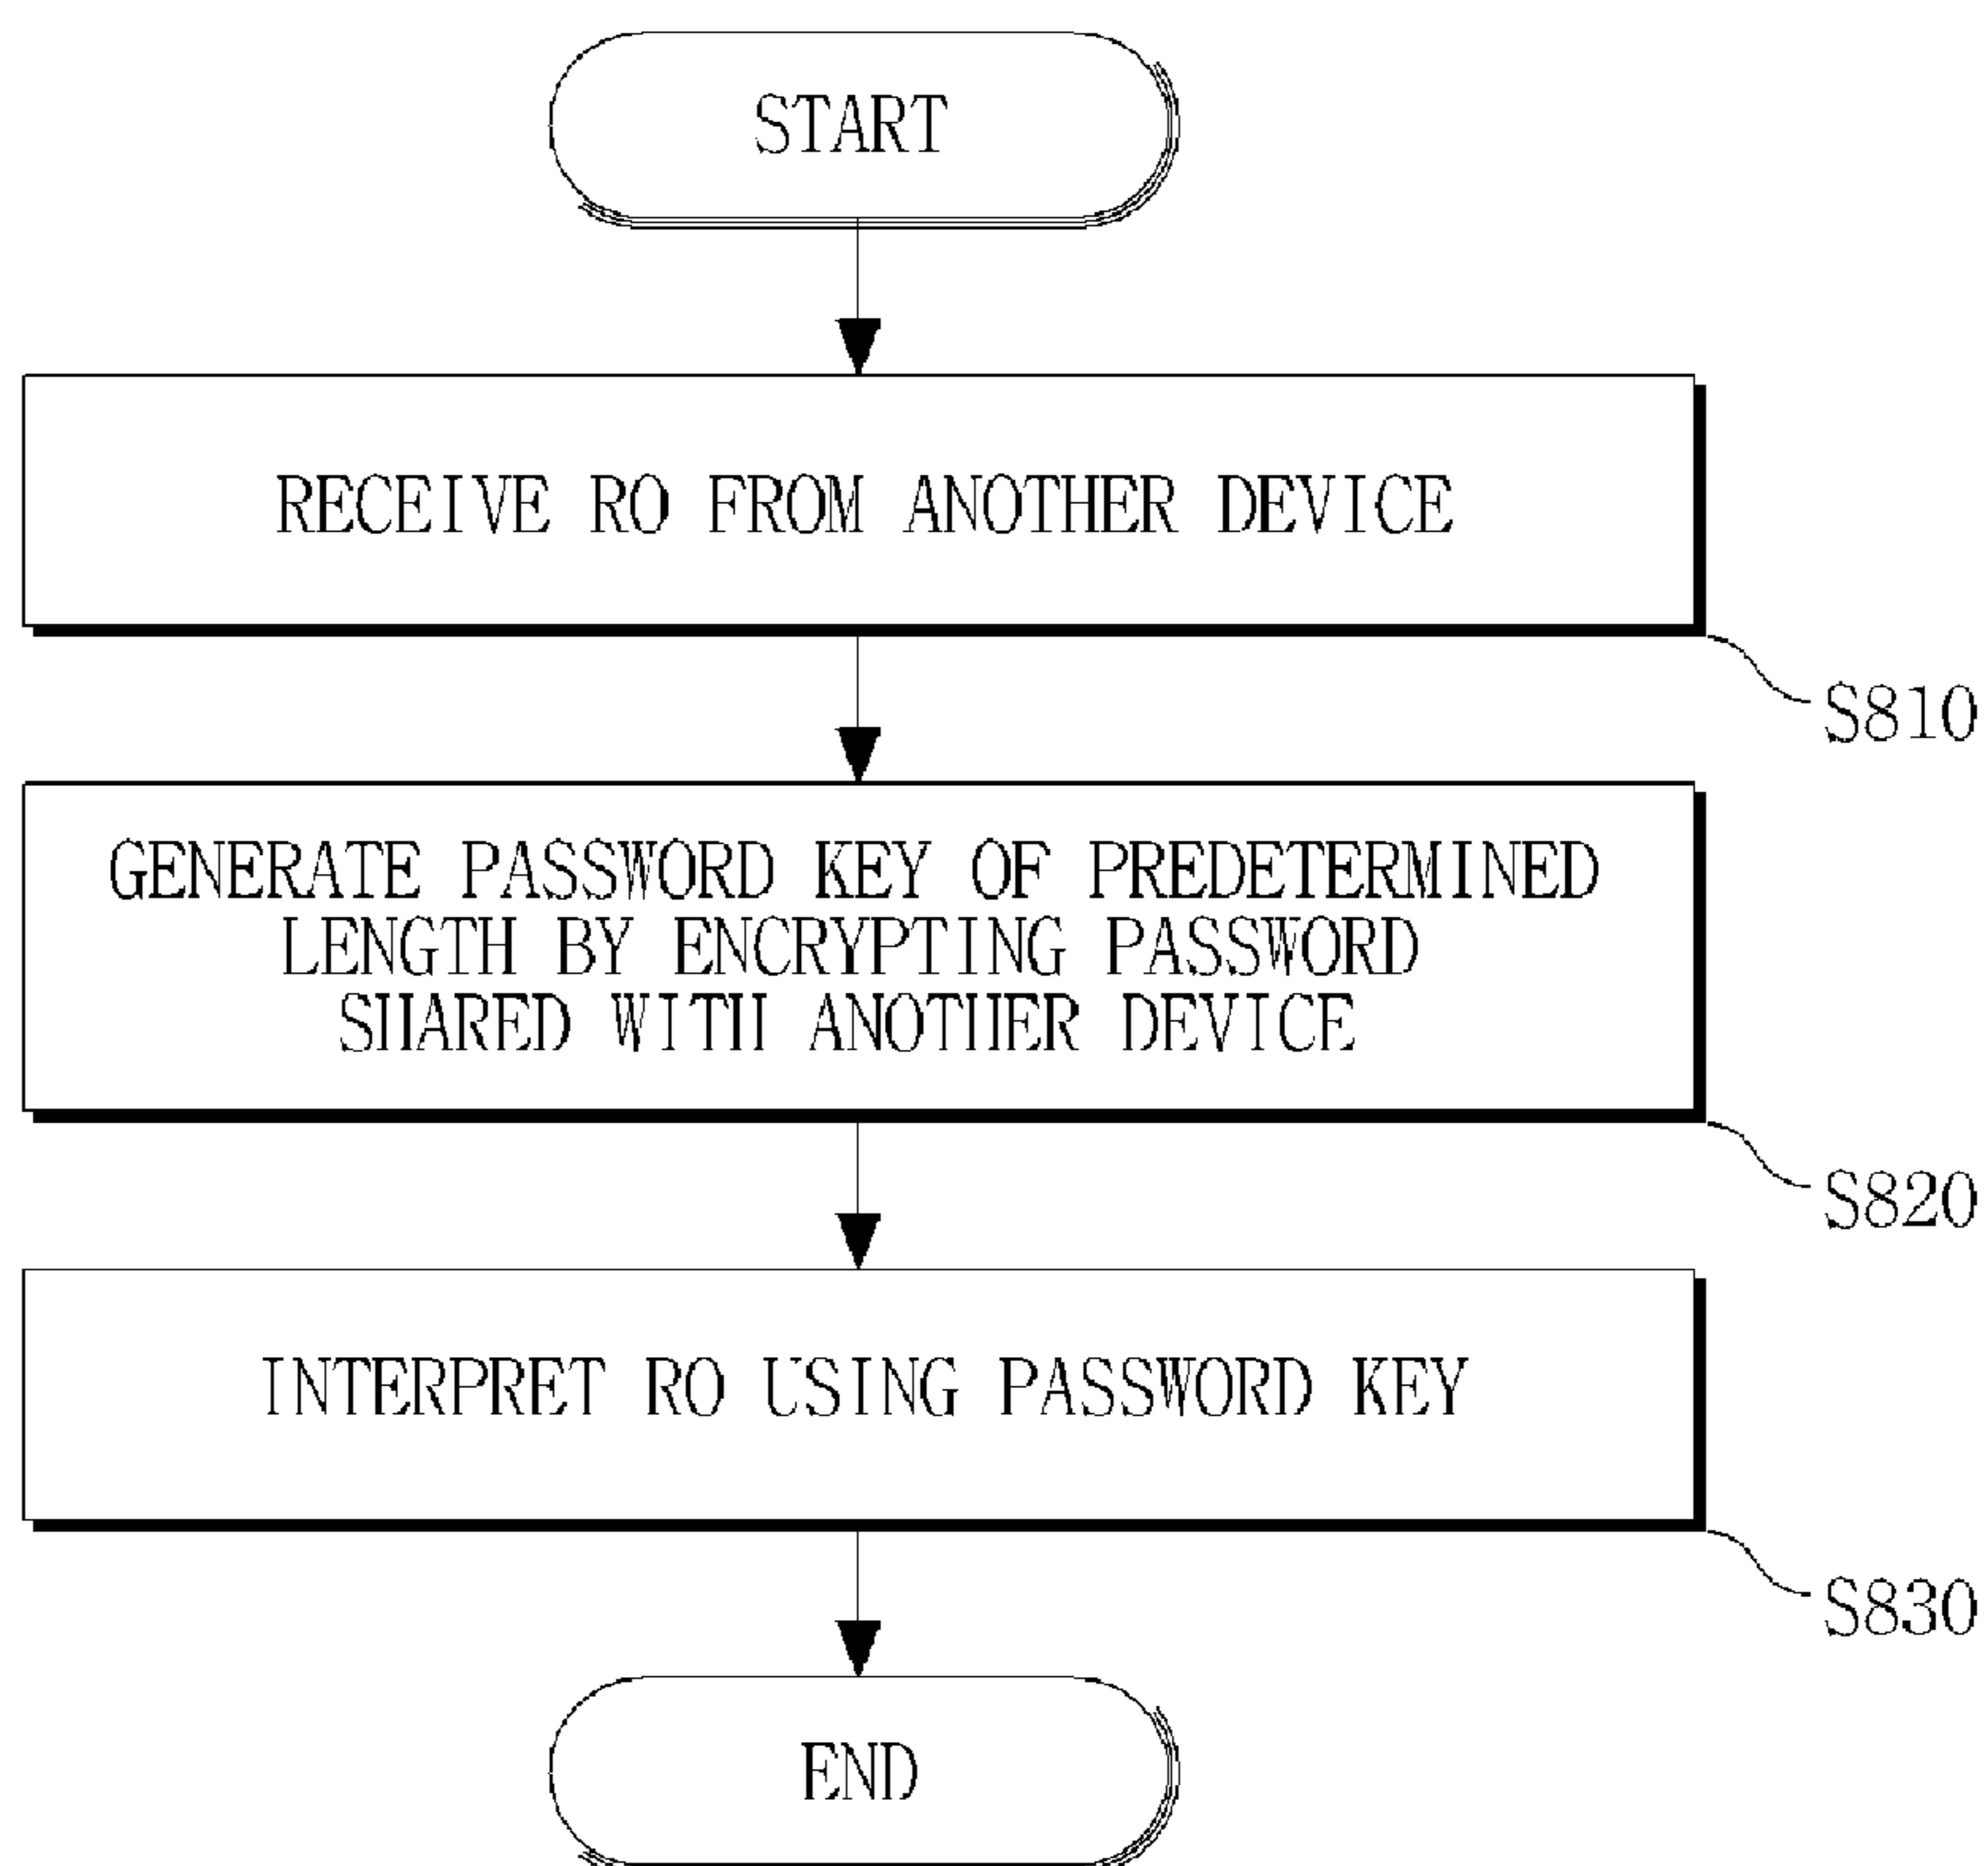 START
RECEIVE RO FROM ANOTHER DEVICE
S810
GENERATE PASSWORD KEY OF PREDETERMINED
LENGTH BY ENCRYPTING PASSWORD
SHARED WITH ANOTHER DEVICE
S820
INTERPRET RO USING PASSWORD KEY
S830
END